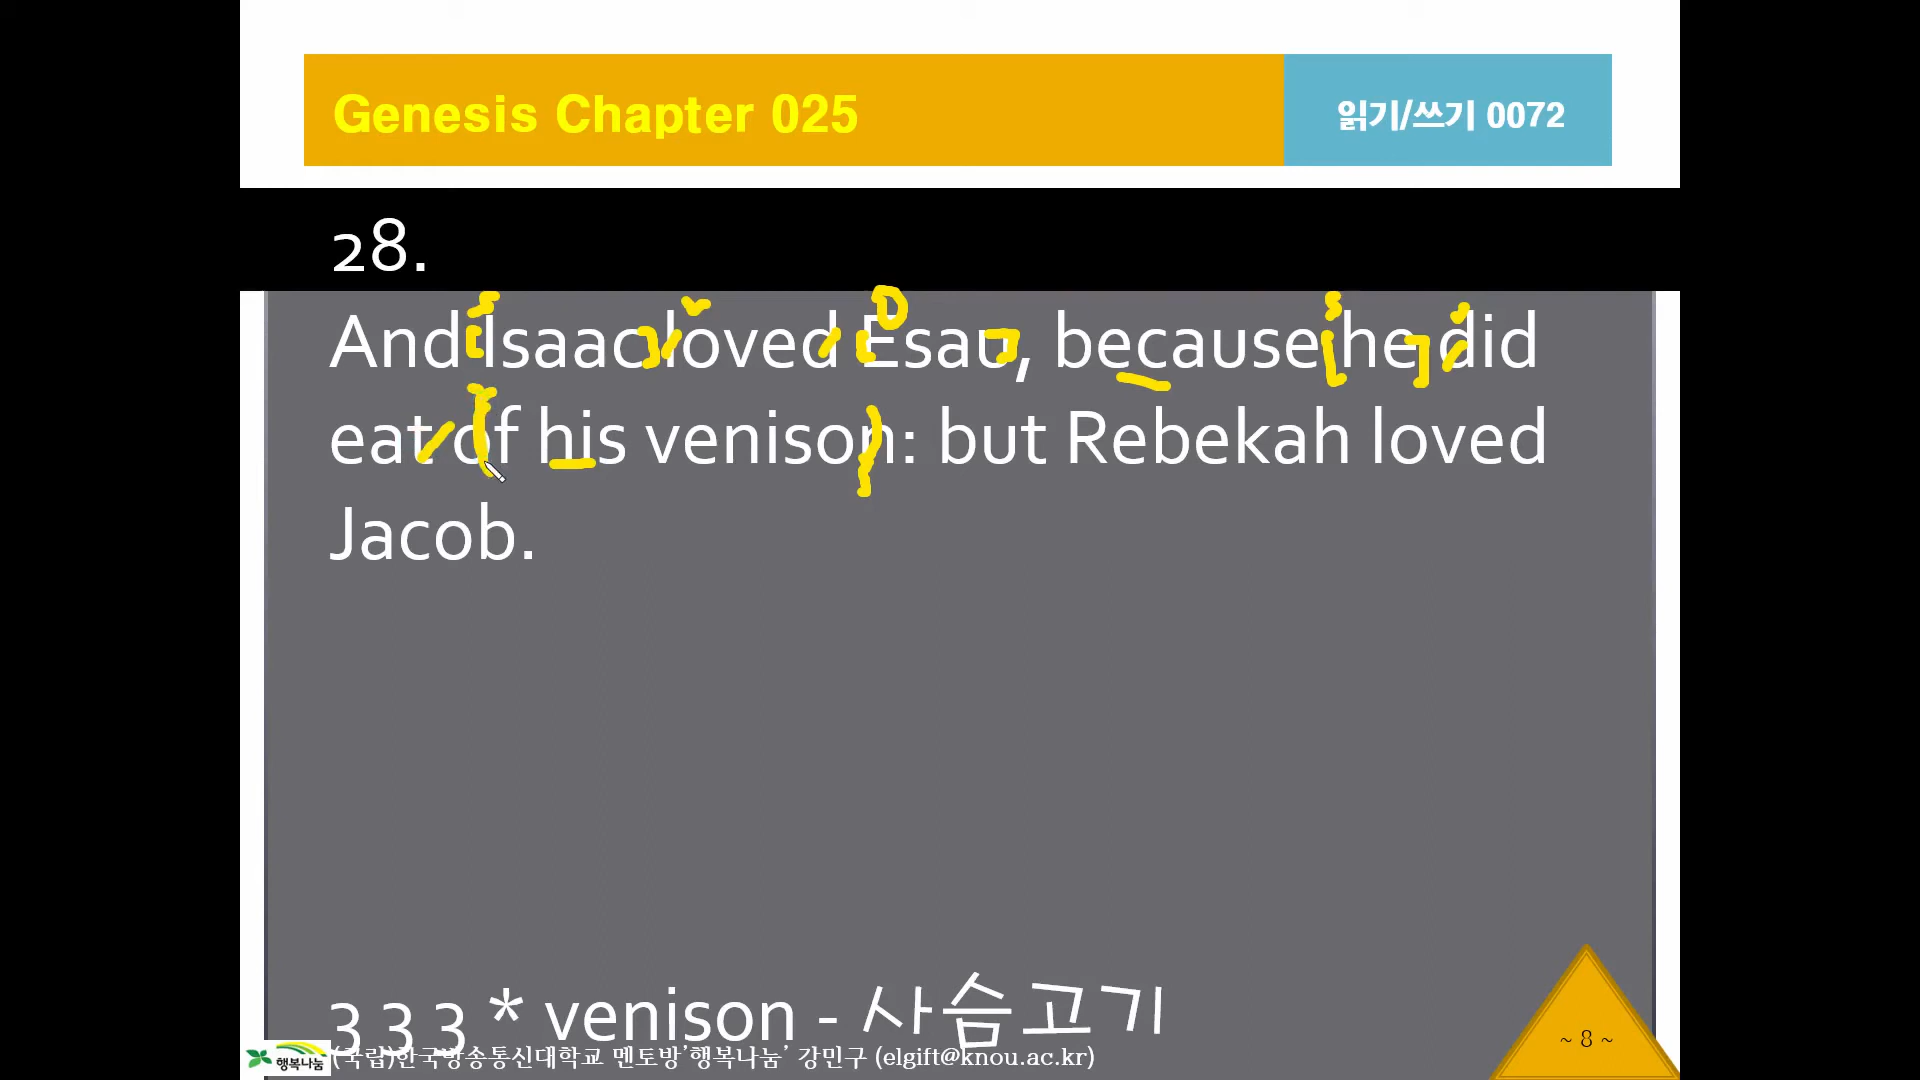 Genesis Chapter 025
읽기/쓰기 0072
28.
And Isaac loved Esau, because he did
eat of his venison: but Rebekah loved
Jacob.
3 3 3 * venison - 사슴고기
행복나눔 (국립)한국방송통신대학교 멘토방'행복나눔' 강민구 (elgift@knou.ac.kr)
~ 8 ~